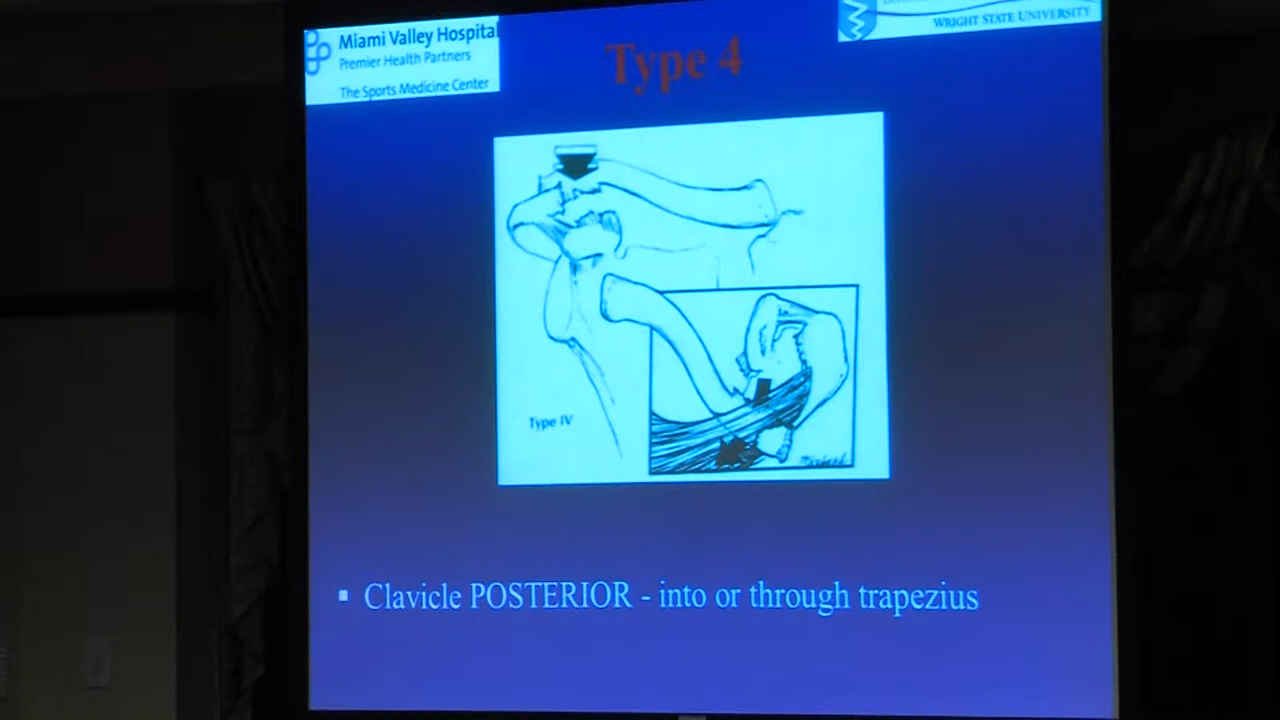 Miami Valley Hospital
Premier Health Partners
The Sports Medicine Center
WRIGHT STATE UNIVERSITY
Type 4
Type IV
▪ Clavicle POSTERIOR - into or through trapezius